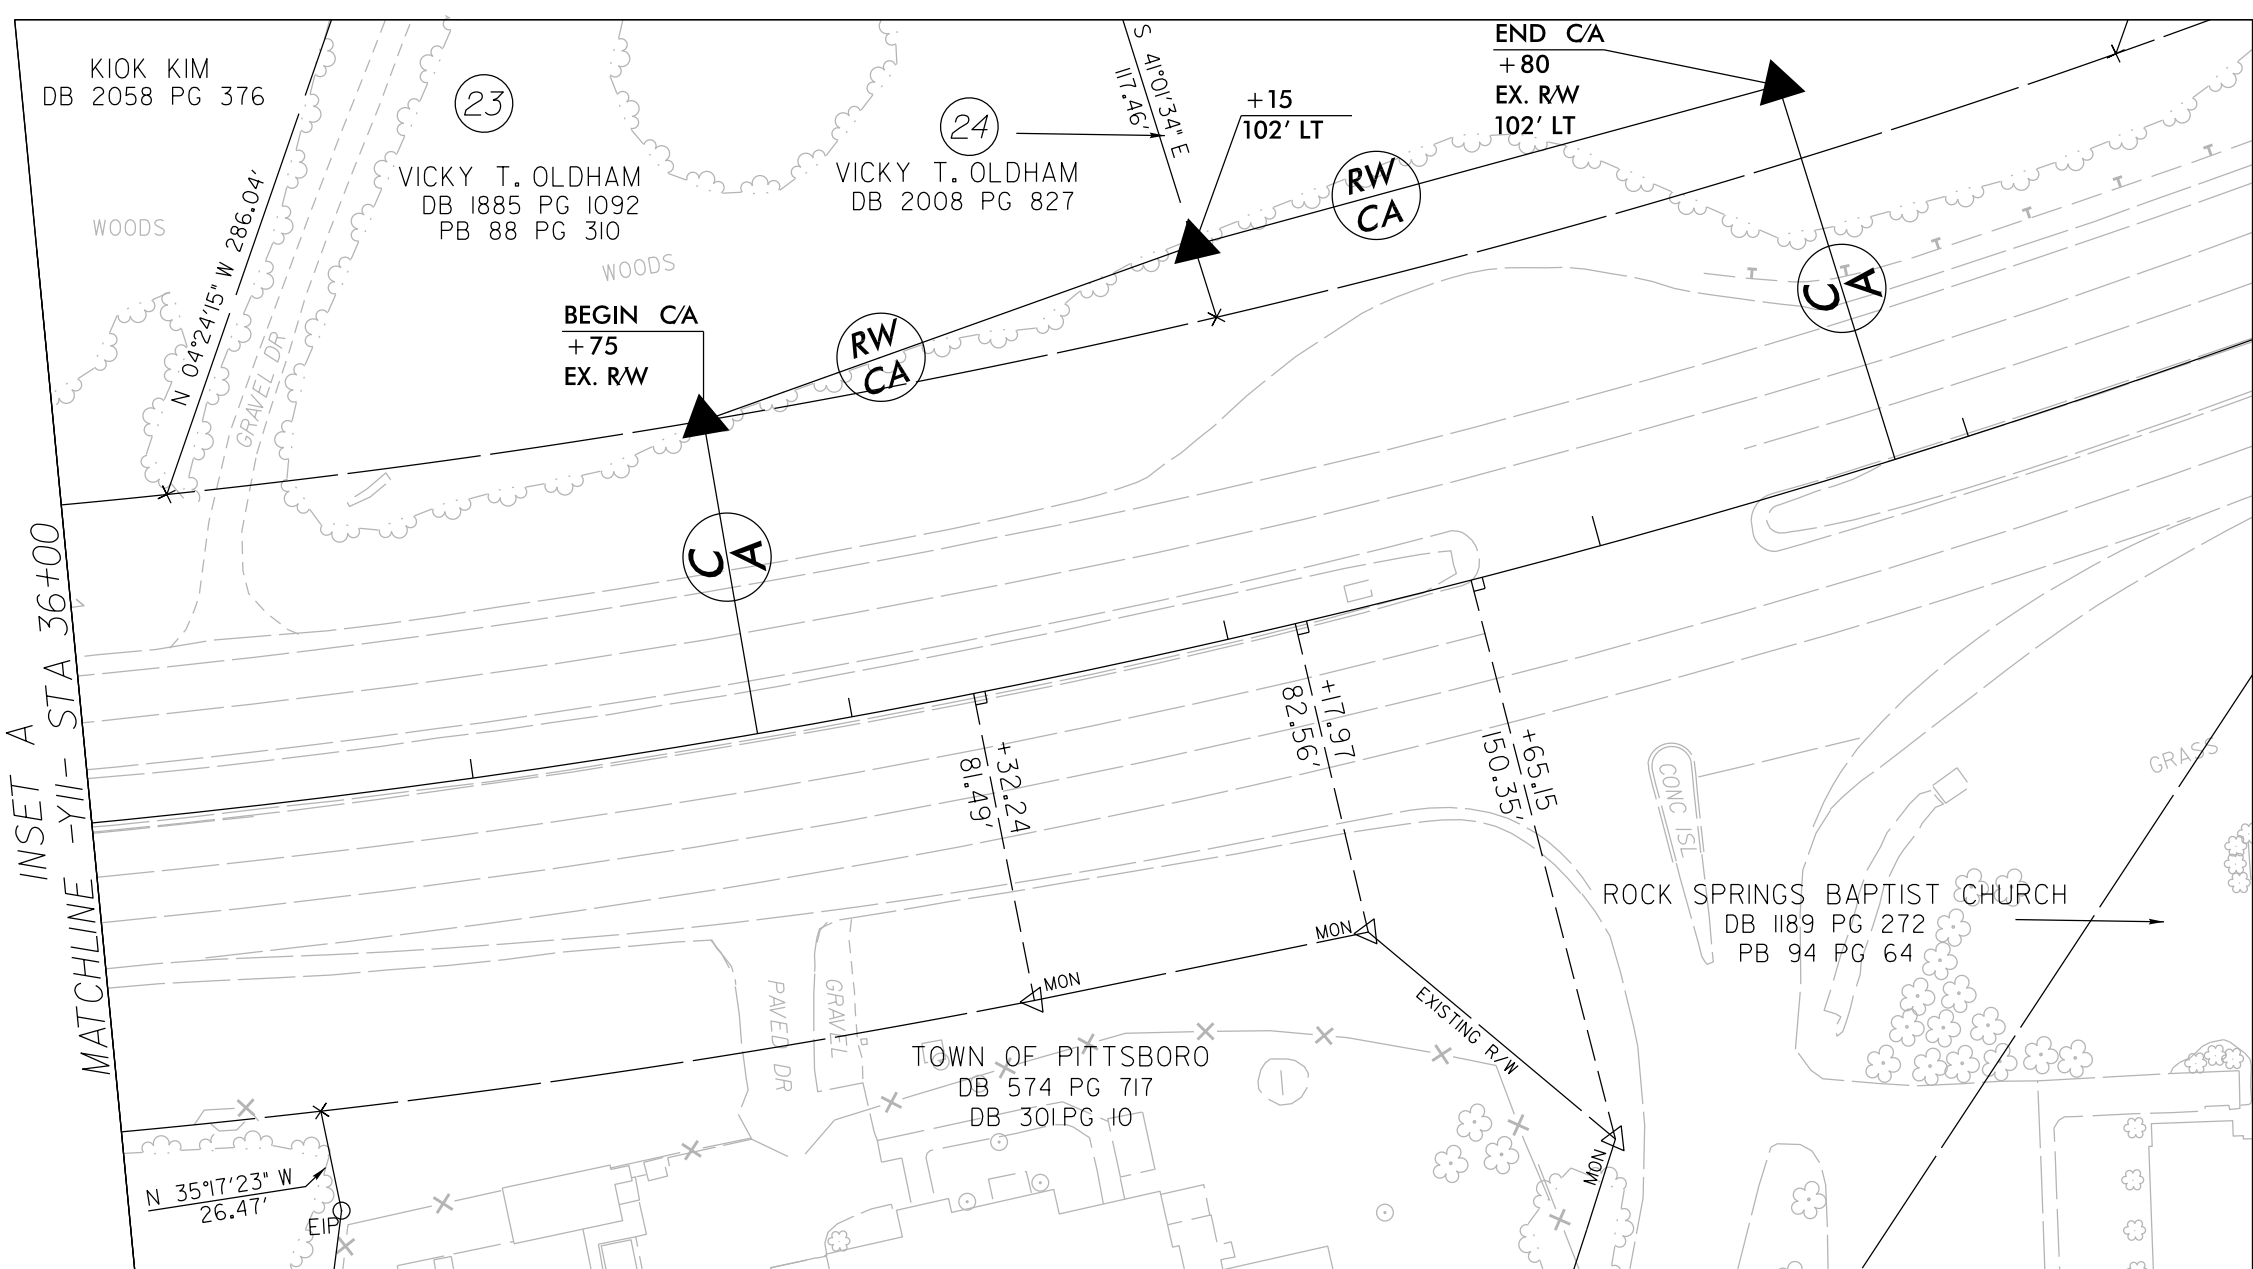 KIOK KIM
DB 2058 PG 376
23
VICKY T. OLDHAM
DB 1885 PG 1092
PB 88 PG 310
24
VICKY T. OLDHAM
DB 2008 PG 827
S 41°01'34" E
117.46'
+15
102' LT
END C/A
+80
EX. R/W
102' LT
RW
CA
C
A
WOODS
N 04°24'15" W 286.04'
GRAVEL DR
WOODS
BEGIN C/A
+75
EX. R/W
RW
CA
C
A
INSET A
MATCHLINE -Y11- STA 36+00
+32.24
81.49'
+17.97
82.56'
+65.15
150.35'
CONC ISL
GRASS
ROCK SPRINGS BAPTIST CHURCH
DB 1189 PG 272
PB 94 PG 64
MON
MON
EXISTING R/W
MON
PAVED DR
GRAVEL
TOWN OF PITTSBORO
DB 574 PG 717
DB 301 PG 10
N 35°17'23" W
26.47'
EIP
T
T
T
T
T
T